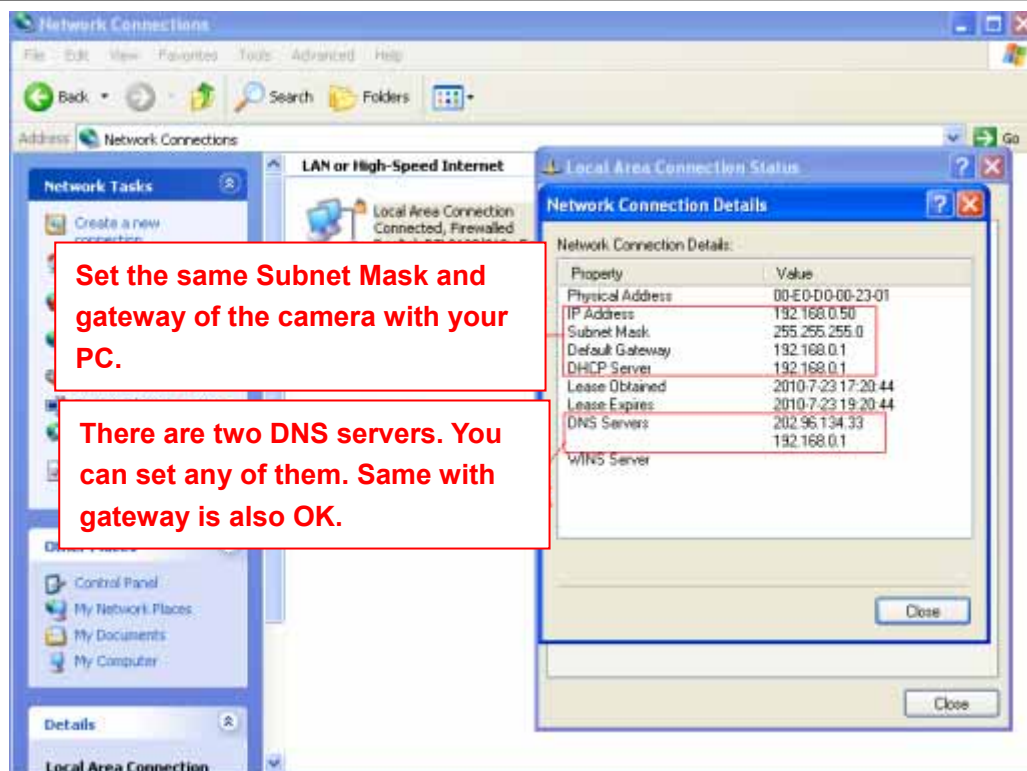 Network Connections
File Edit View Favorites Tools Advanced Help
Back Search Folders
Address Network Connections Go
Network Tasks
Create a new
connection
Other Places
Control Panel
My Network Places
My Documents
My Computer
Details
Local Area Connection
LAN or High-Speed Internet
Local Area Connection
Connected, Firewalled
Set the same Subnet Mask and
gateway of the camera with your
PC.
There are two DNS servers. You
can set any of them. Same with
gateway is also OK.
Local Area Connection Status
Network Connection Details
Network Connection Details:
Property Value
Physical Address 00-E0-D0-00-23-01
IP Address 192.168.0.50
Subnet Mask 255.255.255.0
Default Gateway 192.168.0.1
DHCP Server 192.168.0.1
Lease Obtained 2010-7-23 17:20:44
Lease Expires 2010-7-23 19:20:44
DNS Servers 202.96.134.33
192.168.0.1
WINS Server
Close
Close